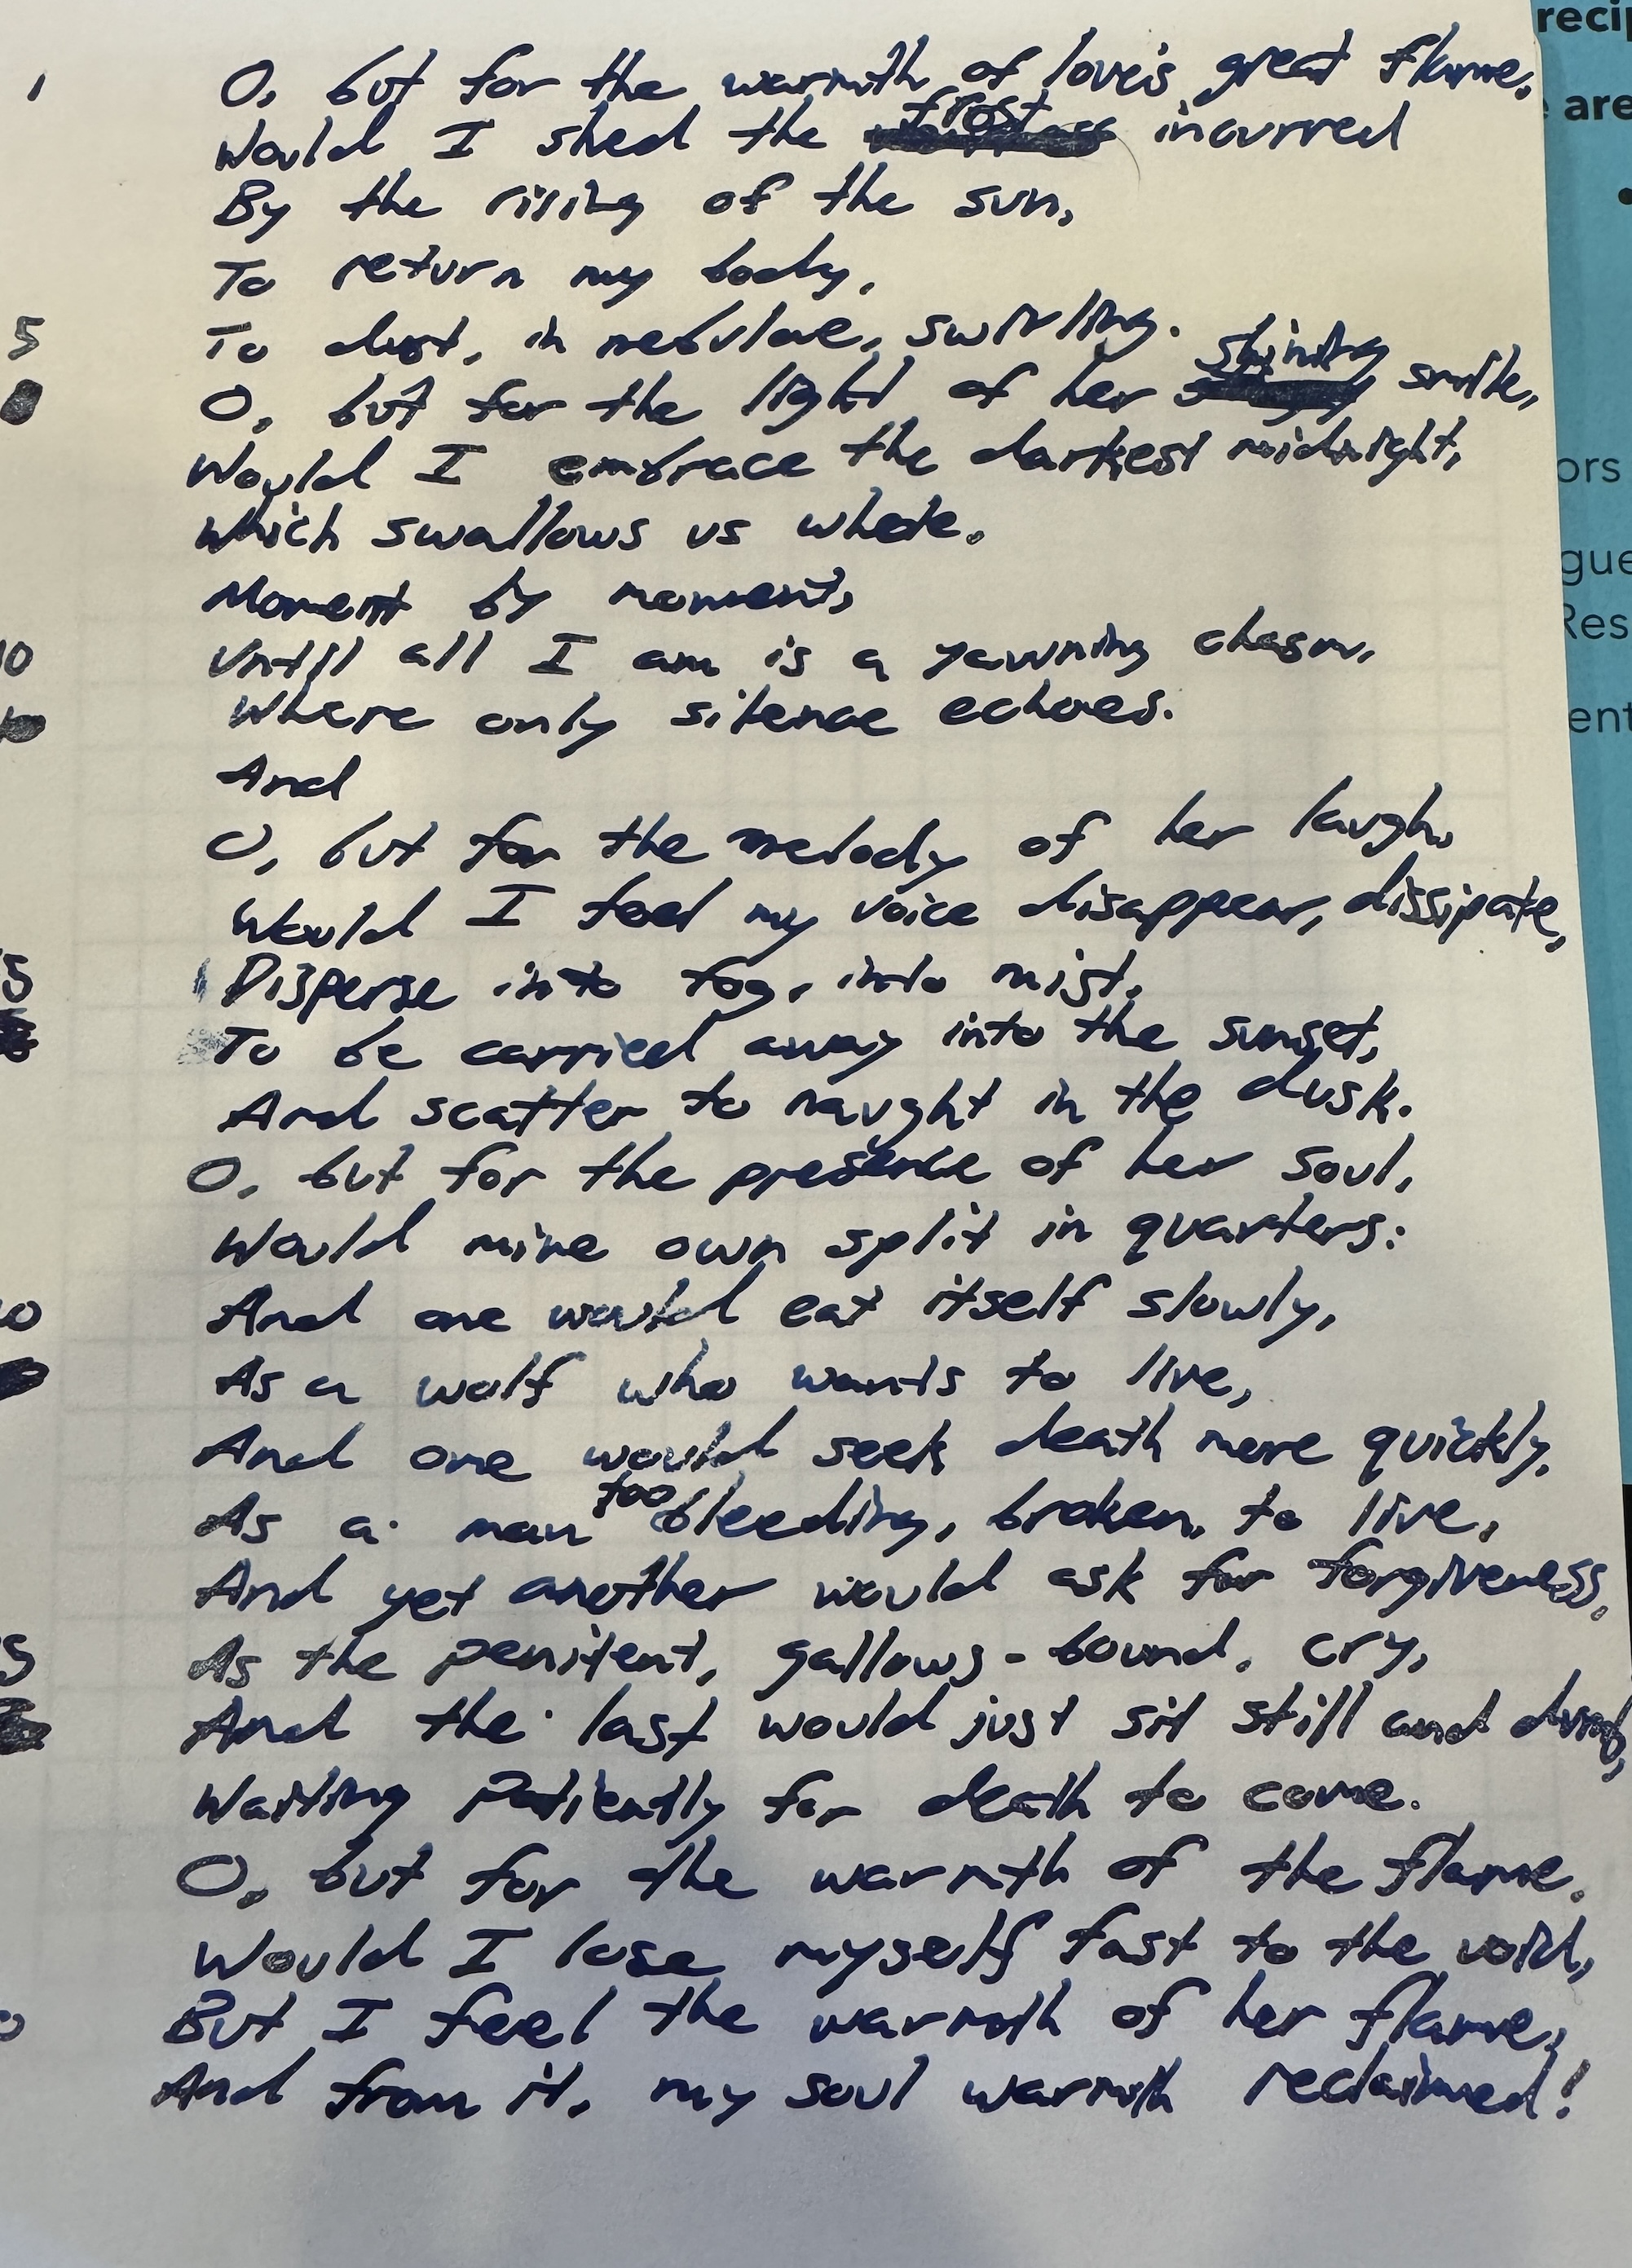 1 O, but for the warmth of love's great flame,
Would I shed the frost incurred
By the rising of the sun,
To return my body,
5 To dust, in nebulae, swirling.
O, but for the light of her shining smile,
Would I embrace the darkest midnight,
Which swallows us whole.
Moment by moment,
10 Untill all I am is a yawning chasm,
Where only silence echoes.
And
O, but for the melody of her laugh,
Would I feel my voice disappear, dissipate,
5 Disperse into fog, into mist,
To be carried away into the sunset,
And scatter to naught in the dusk.
O, but for the presence of her soul,
Would mine own split in quarters:
0 And one would eat itself slowly,
As a wolf who wants to live,
And one would seek death more quickly,
As a man too bleeding, broken, to live,
And yet another would ask for forgiveness,
5 As the penitent, gallows-bound, cry,
And the last would just sit still and dumb,
Waiting Patiently for death to come.
O, but for the warmth of the flame,
Would I lose myself fast to the void,
0 But I feel the warmth of her flame,
And from it, my soul warmth reclaimed!
recip
are
ors
gue
Res
ent